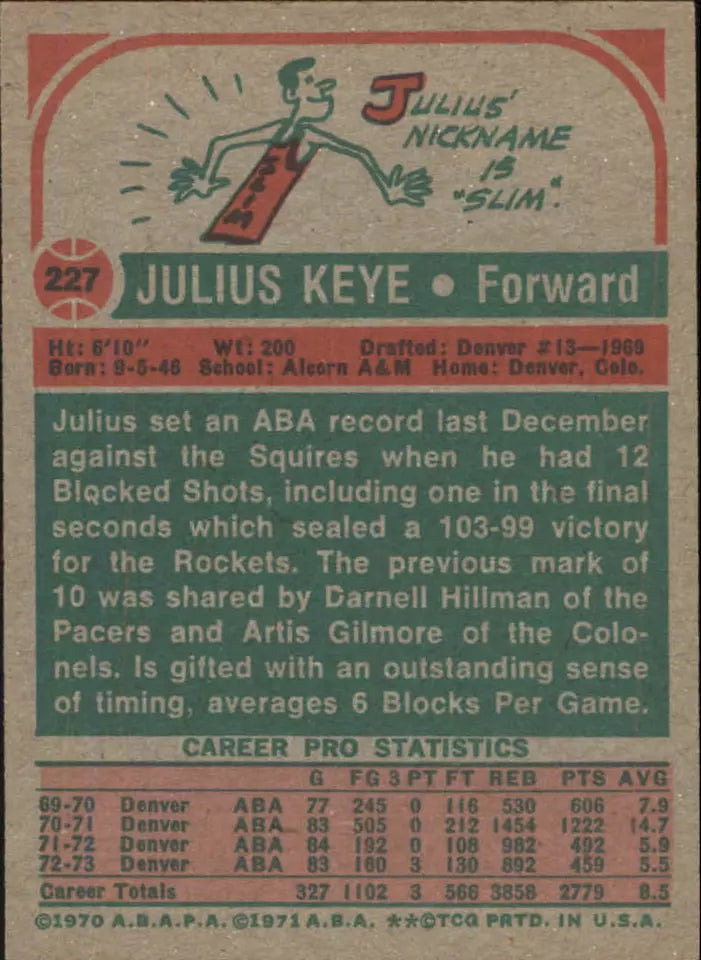 JULIUS'
NICKNAME
IS
"SLIM".
SLIM
227 JULIUS KEYE • Forward
Ht: 6'10" Wt: 200 Drafted: Denver #13—1969
Born: 9-5-46 School: Alcorn A&M Home: Denver, Colo.
Julius set an ABA record last December
against the Squires when he had 12
Blocked Shots, including one in the final
seconds which sealed a 103-99 victory
for the Rockets. The previous mark of
10 was shared by Darnell Hillman of the
Pacers and Artis Gilmore of the Colo-
nels. Is gifted with an outstanding sense
of timing, averages 6 Blocks Per Game.
CAREER PRO STATISTICS
G FG 3 PT FT REB PTS AVG
69-70 Denver ABA 77 245 0 116 530 606 7.9
70-71 Denver ABA 83 505 0 212 1454 1222 14.7
71-72 Denver ABA 84 192 0 108 982 492 5.9
72-73 Denver ABA 83 160 3 130 892 459 5.5
Career Totals 327 1102 3 566 3858 2779 8.5
©1970 A.B.A.P.A. ©1971 A.B.A. **©TCG PRTD. IN U.S.A.